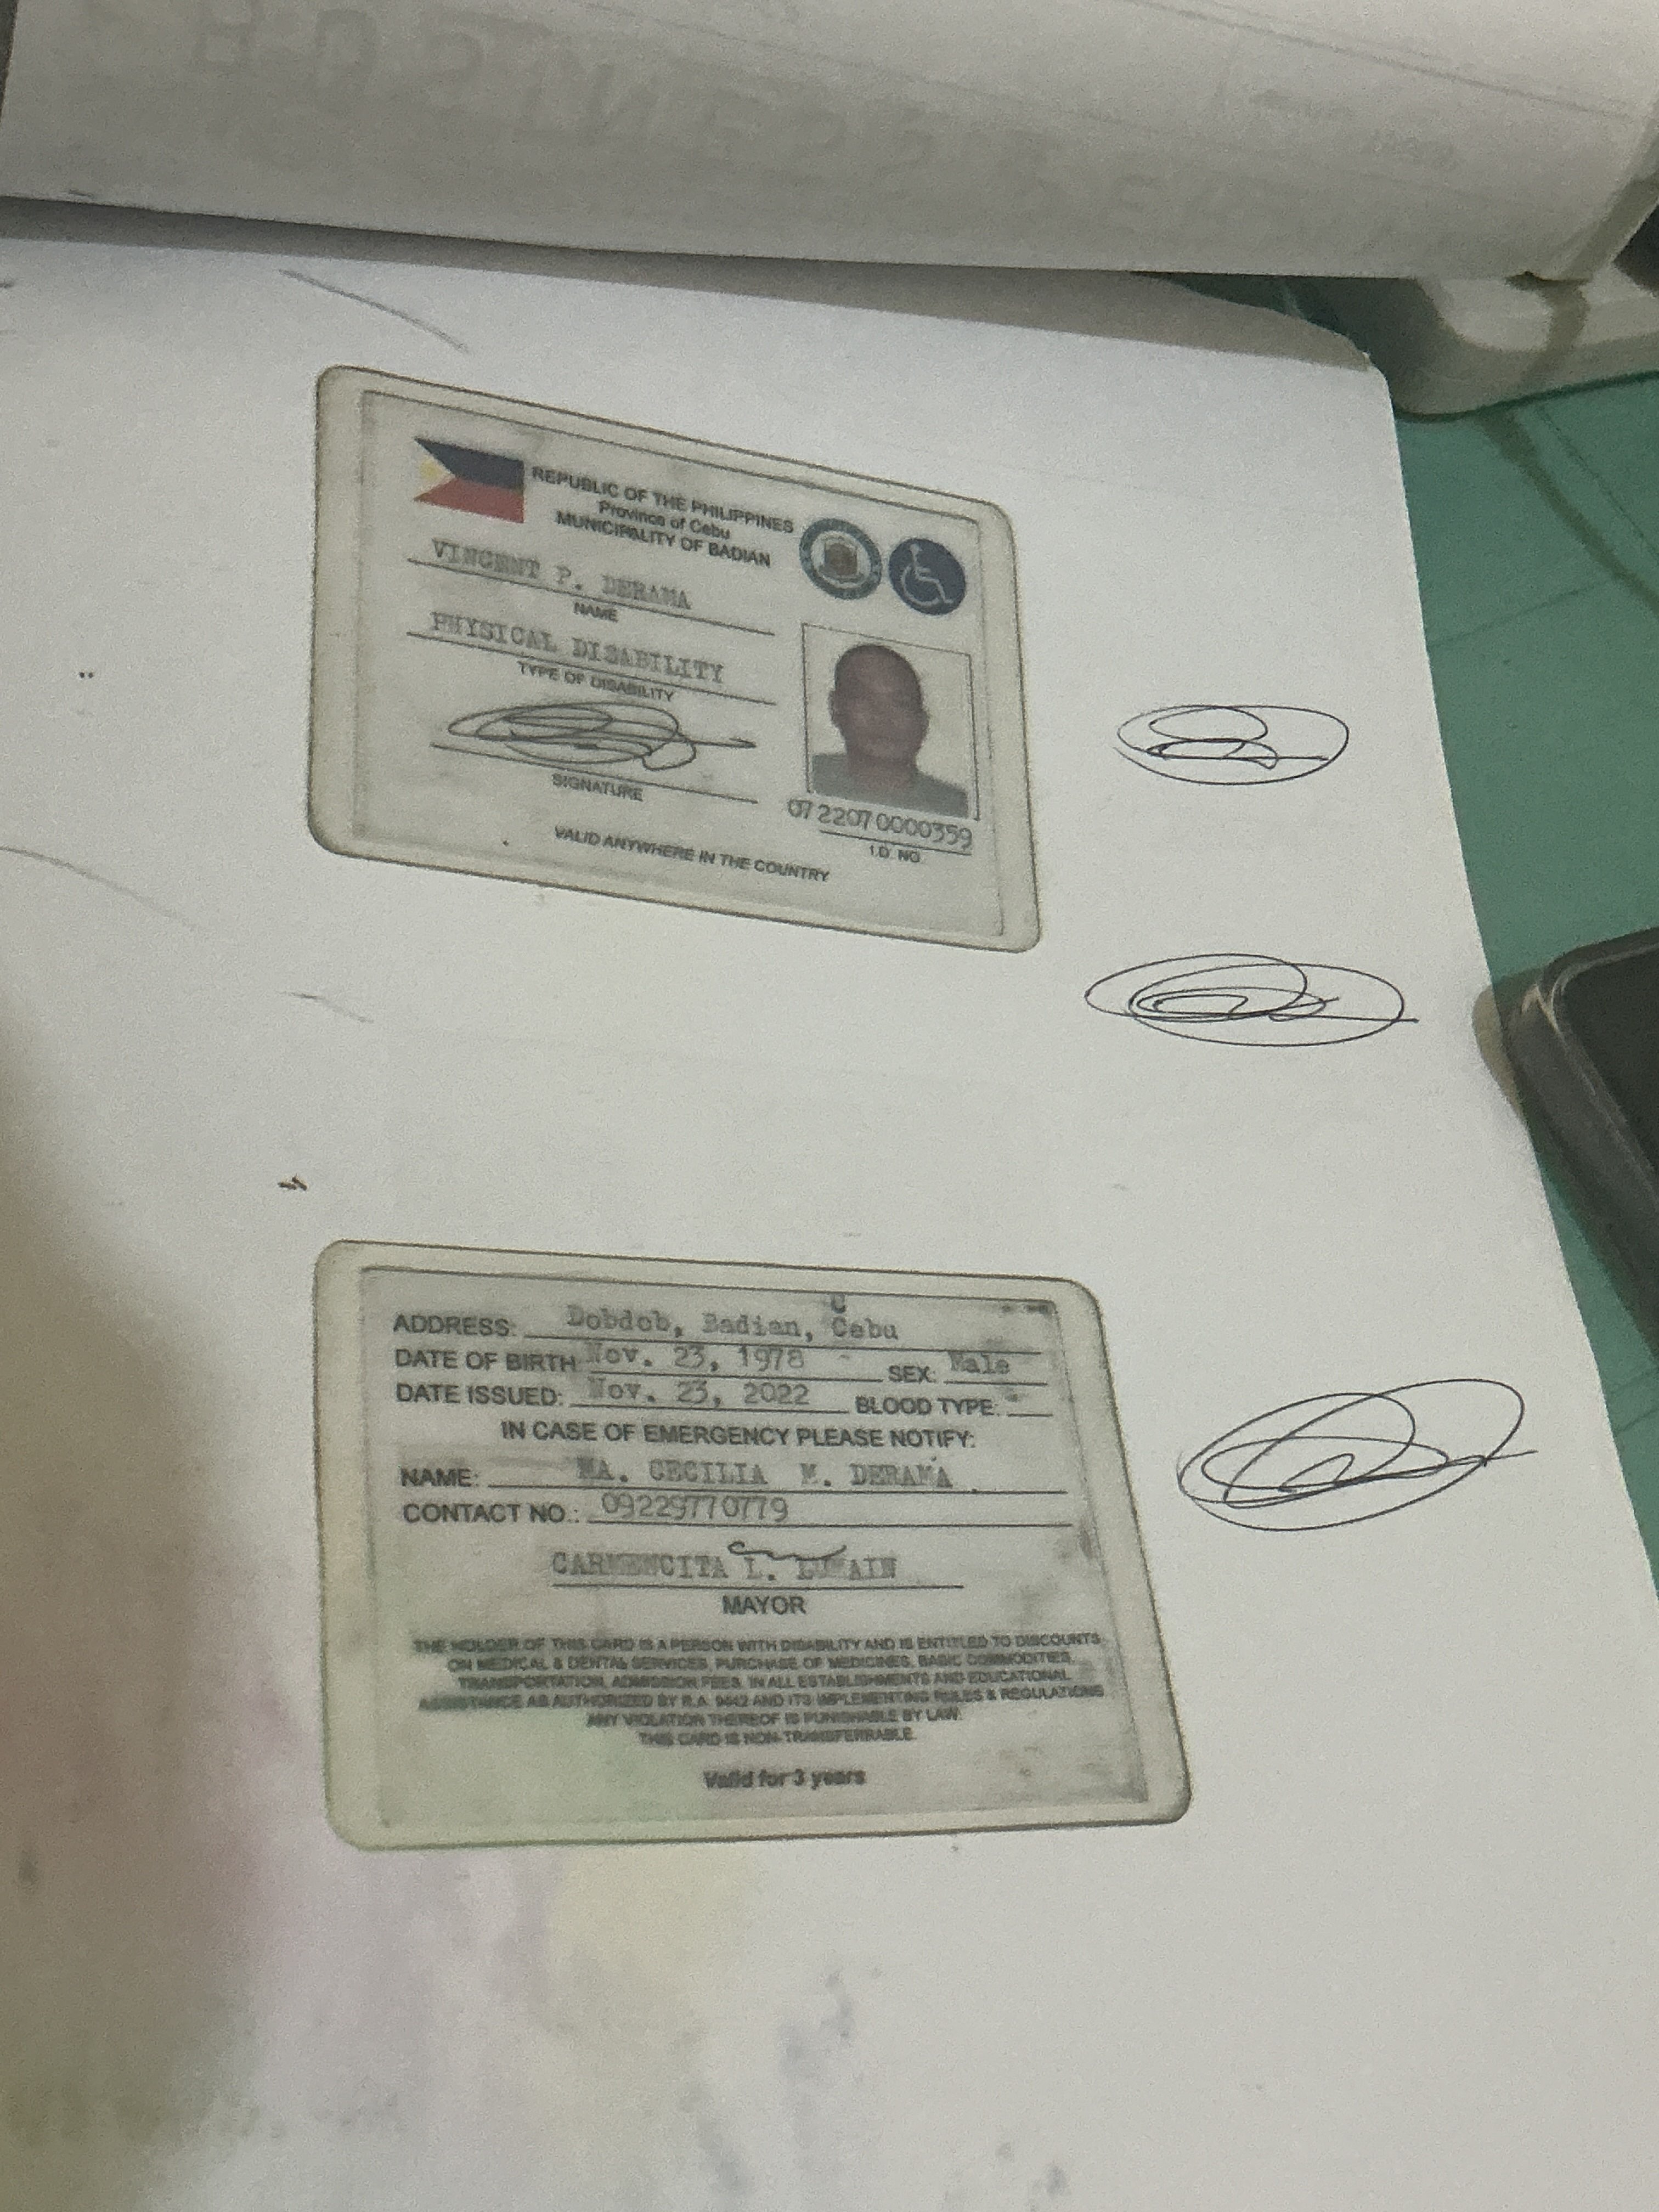 REPUBLIC OF THE PHILIPPINES
Province of Cebu
MUNICIPALITY OF BADIAN
VINCENT P. DERAMA
NAME
PHYSICAL DISABILITY
TYPE OF DISABILITY
SIGNATURE
07 2207 0000359
I.D. NO.
VALID ANYWHERE IN THE COUNTRY
ADDRESS: Dobdob, Badian, Cebu
DATE OF BIRTH: Nov. 23, 1978 SEX: Male
DATE ISSUED: Nov. 23, 2022 BLOOD TYPE:
IN CASE OF EMERGENCY PLEASE NOTIFY:
NAME: MA. CECILIA M. DERAMA
CONTACT NO.: 09229770779
CARMENCITA L.
MAYOR
THE HOLDER OF THIS CARD IS A PERSON WITH DISABILITY AND IS ENTITLED TO DISCOUNTS
ON MEDICAL & DENTAL SERVICES, PURCHASE OF MEDICINES, BASIC COMMODITIES,
TRANSPORTATION, ADMISSION FEES, IN ALL ESTABLISHMENTS AND EDUCATIONAL
ASSISTANCE AS AUTHORIZED BY R.A. 9442 AND ITS IMPLEMENTING RULES & REGULATIONS
ANY VIOLATION THEREOF IS PUNISHABLE BY LAW.
THIS CARD IS NON-TRANSFERRABLE.
Valid for 3 years